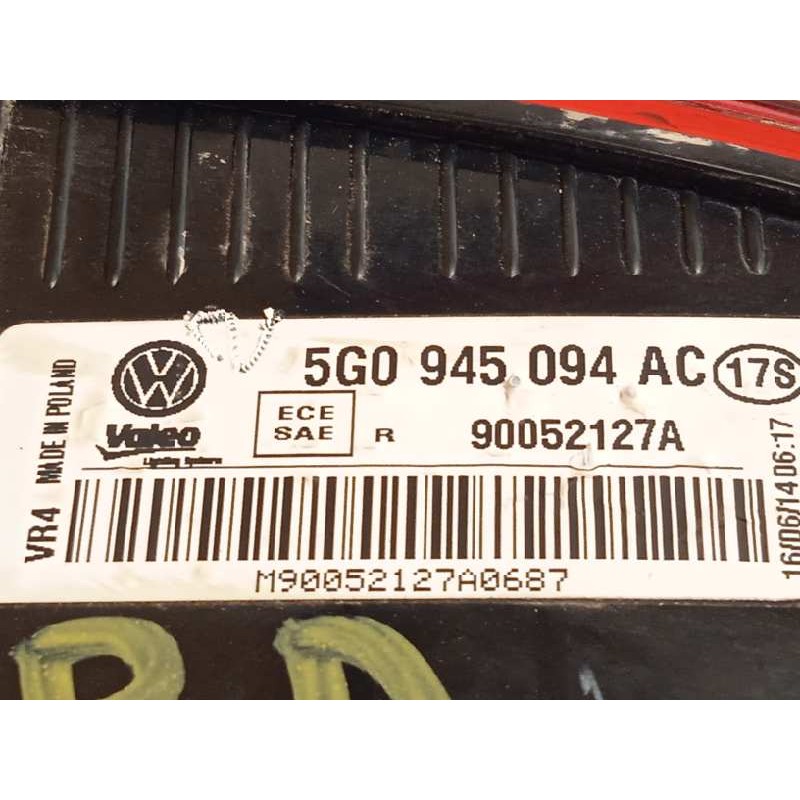 5G0 945 094 AC 17S
Valeo
Lighting Systems
ECE
SAE
R 90052127A
M90052127A0687
VR4 MADE IN POLAND
16/06/14 06:17